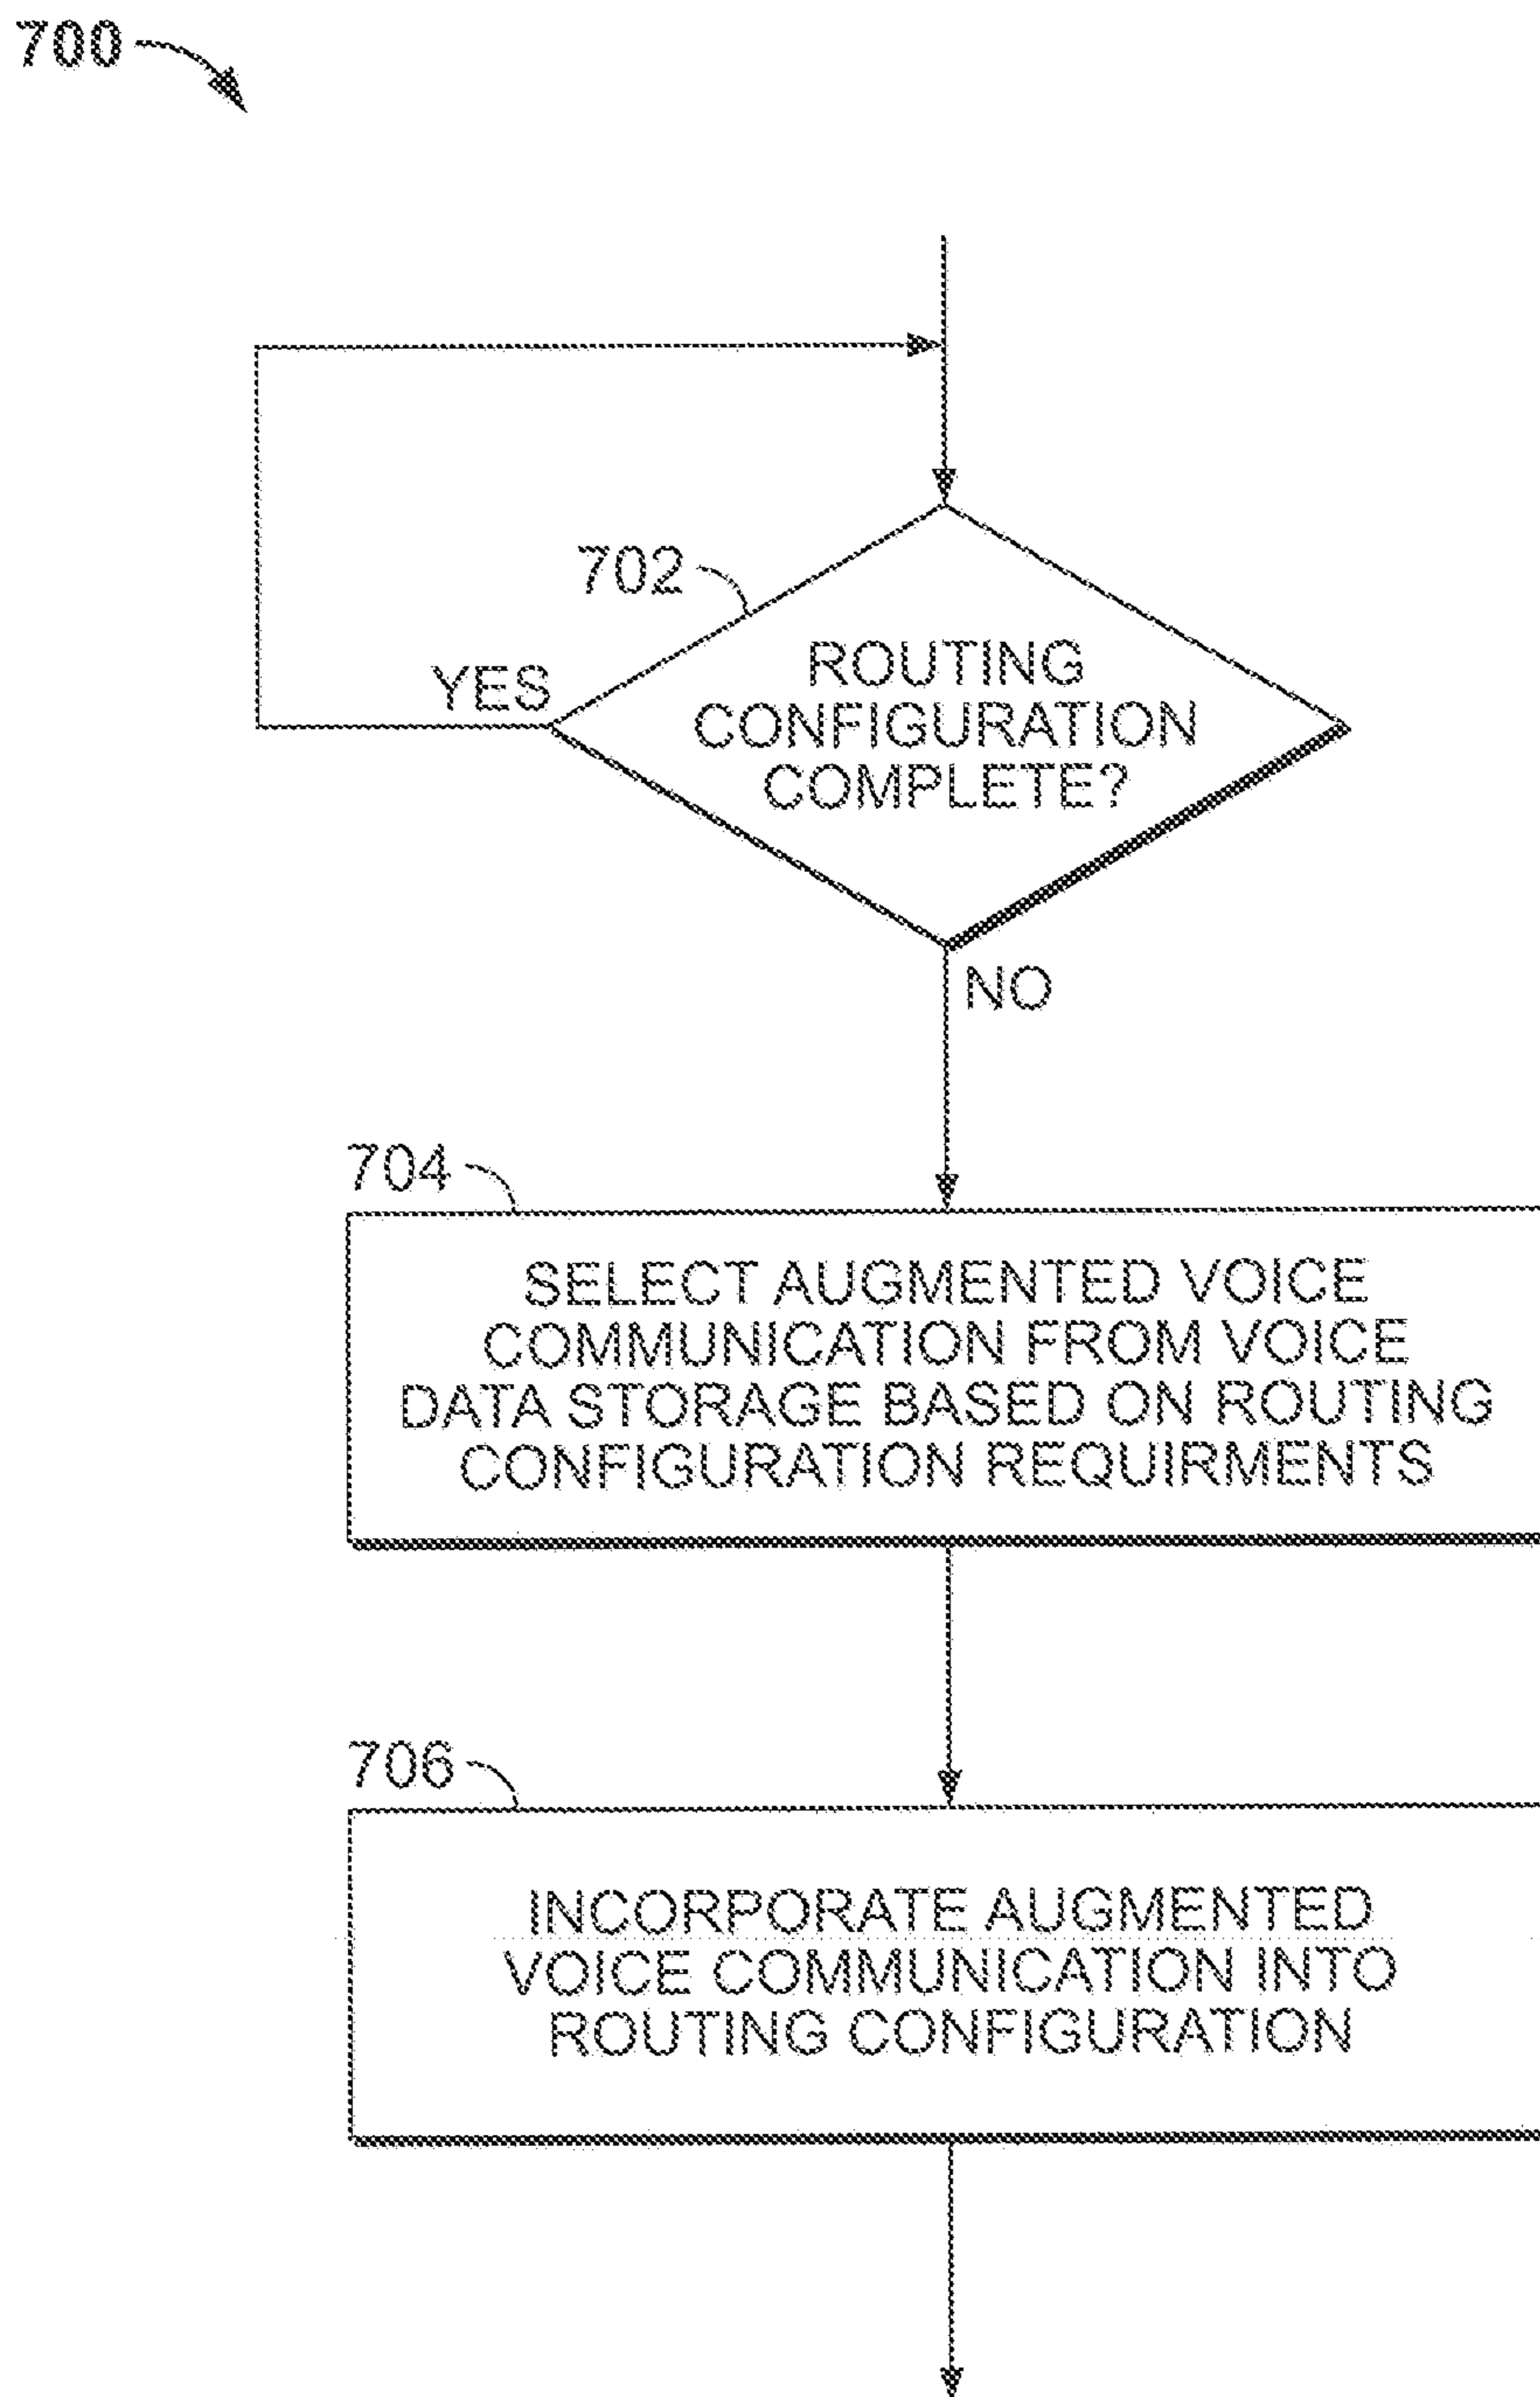 700
702
ROUTING
CONFIGURATION
COMPLETE?
YES
NO
704
SELECT AUGMENTED VOICE
COMMUNICATION FROM VOICE
DATA STORAGE BASED ON ROUTING
CONFIGURATION REQUIRMENTS
706
INCORPORATE AUGMENTED
VOICE COMMUNICATION INTO
ROUTING CONFIGURATION